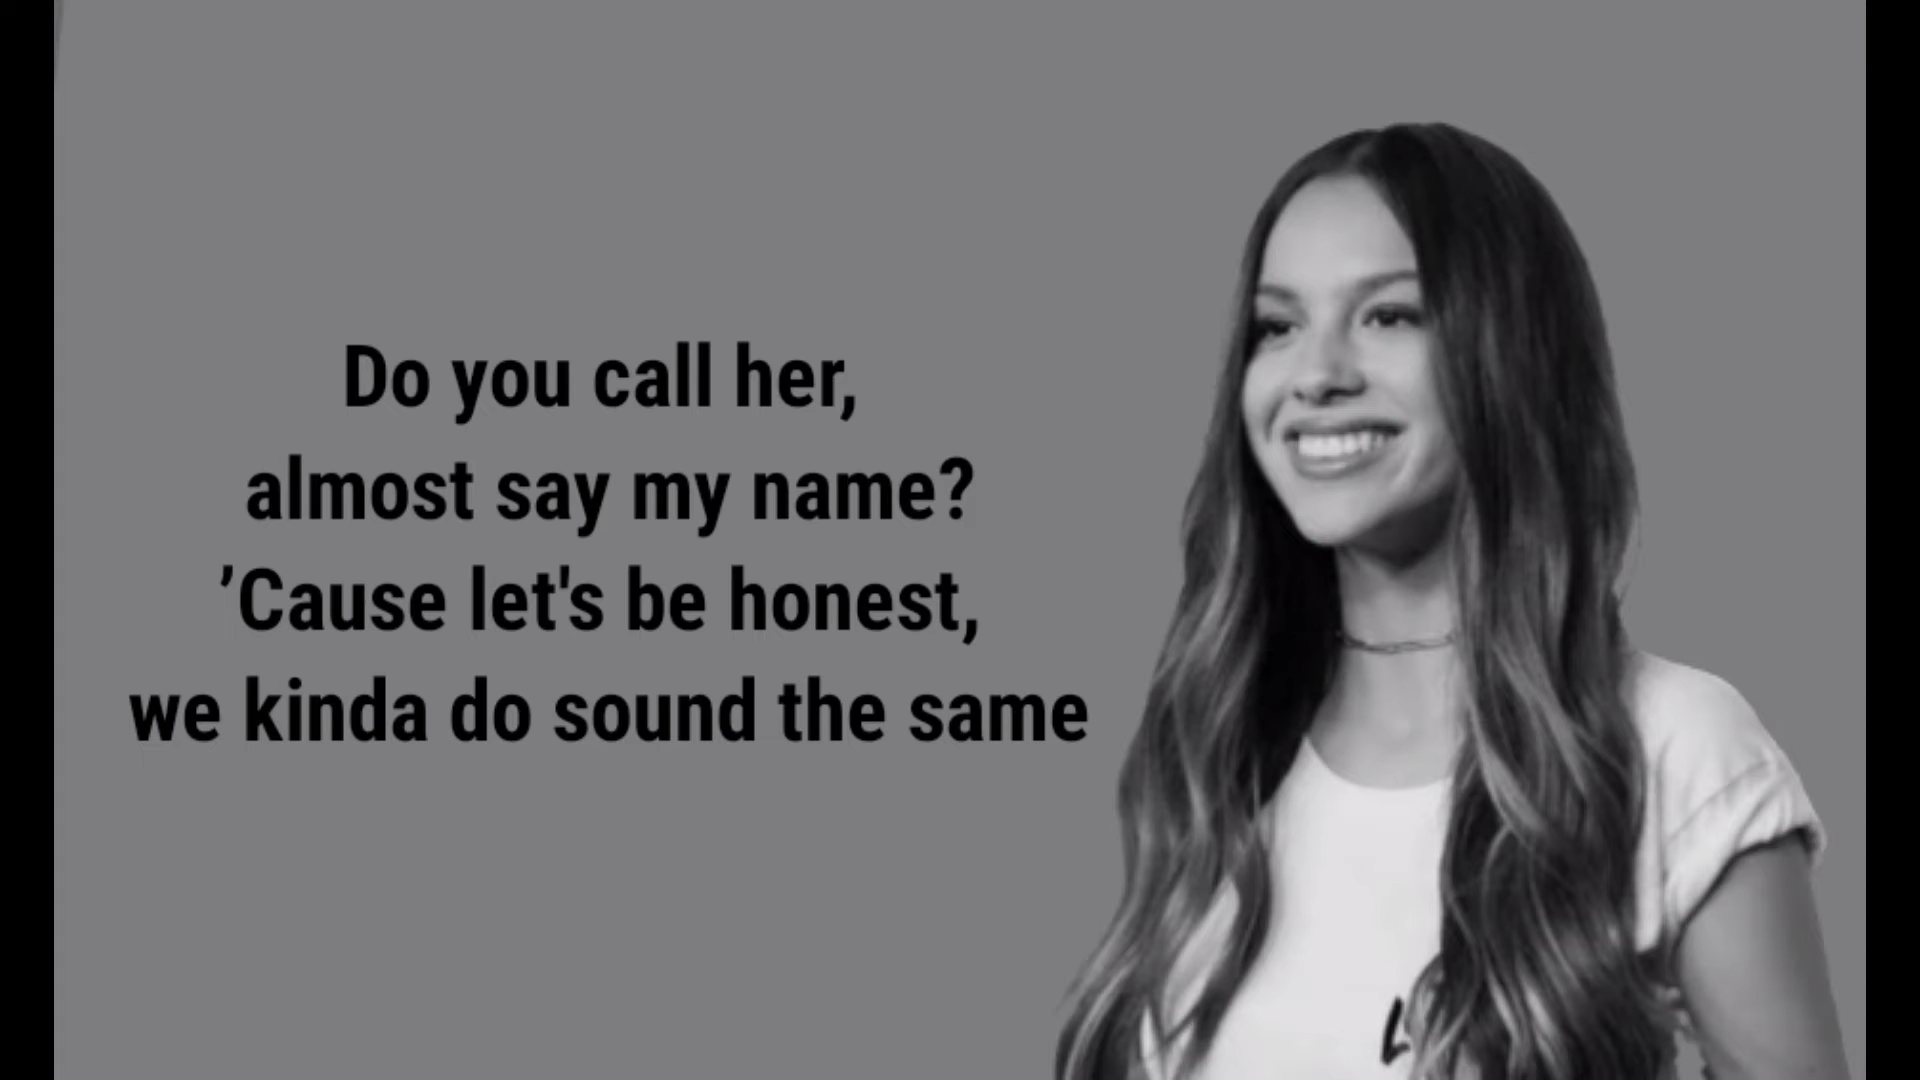 Do you call her,
almost say my name?
’Cause let's be honest,
we kinda do sound the same